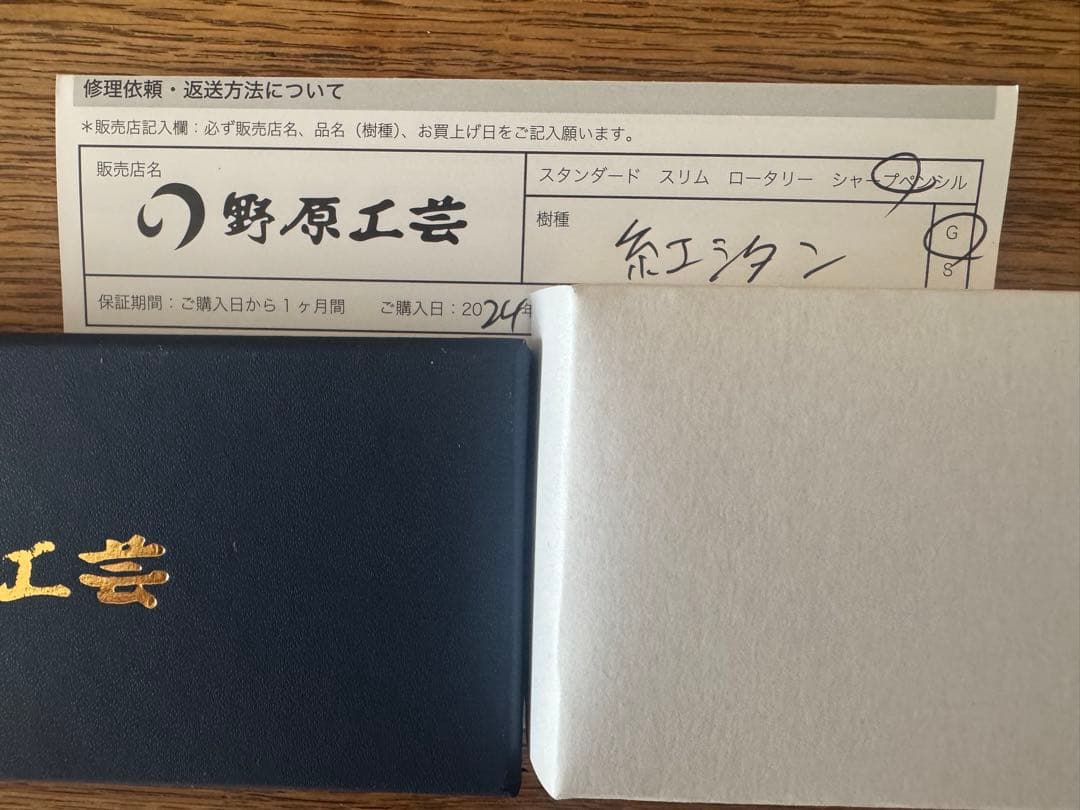 修理依頼・返送方法について
*販売店記入欄：必ず販売店名、品名（樹種）、お買上げ日をご記入願います。
販売店名
野原工芸
スタンダード スリム ロータリー シャープペンシル
樹種
紅シタン
G
S
保証期間：ご購入日から1ヶ月間 ご購入日：2024年
工芸